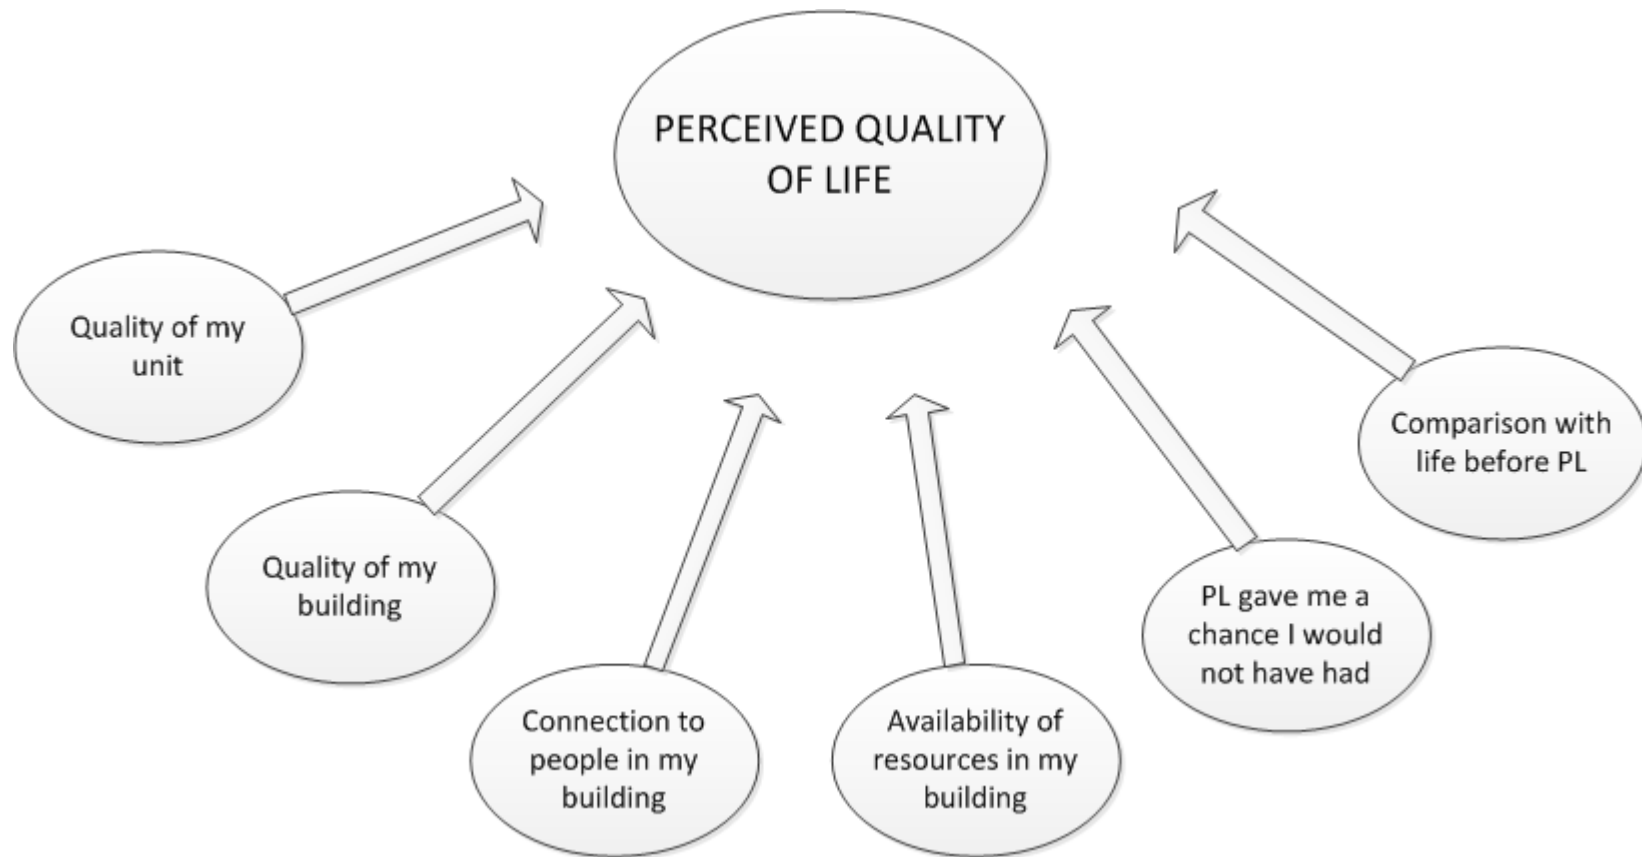 PERCEIVED QUALITY
OF LIFE
Quality of my
unit
Quality of my
building
Connection to
people in my
building
Availability of
resources in my
building
PL gave me a
chance I would
not have had
Comparison with
life before PL